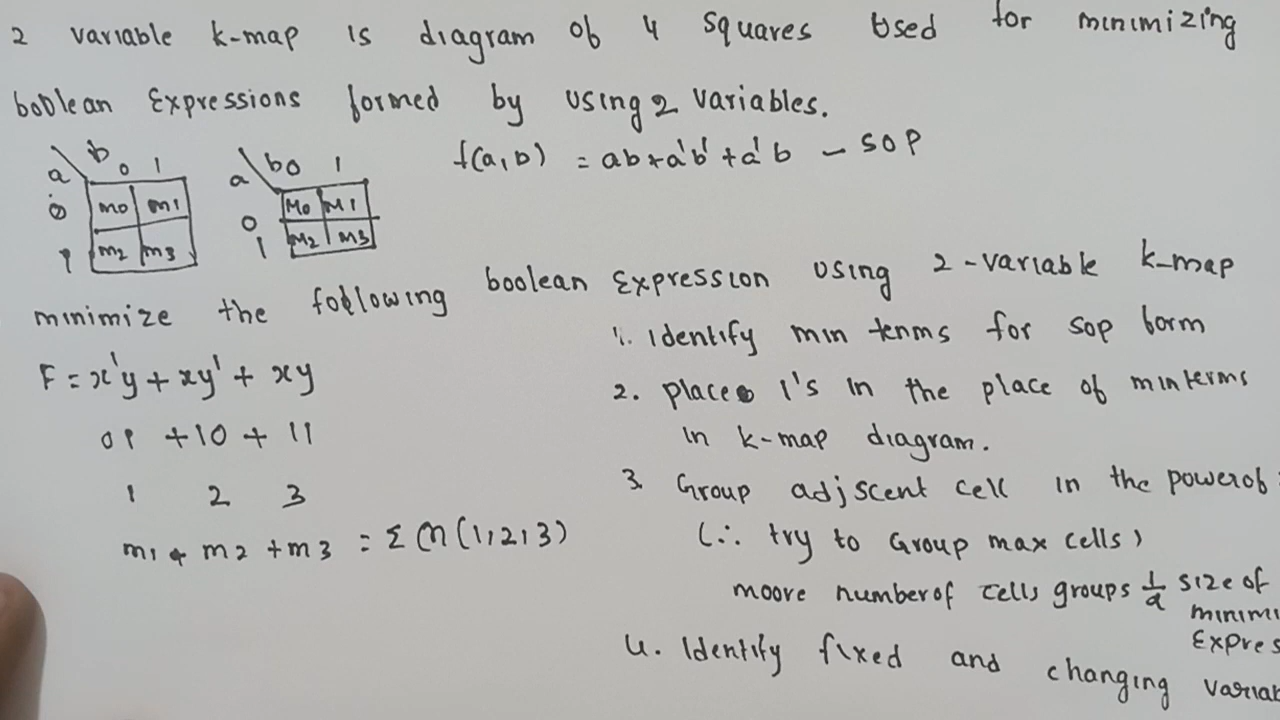 2 variable k-map is diagram of 4 squares used for minimizing
boolean Expressions formed by using 2 variables.
f(a,b) = ab+a'b'+a'b - SOP
a b 0 1
0 m0 m1
1 m2 m3
a b 0 1
0 M0 M1
1 M2 M3
minimize the following boolean Expression using 2-variable k-map
F = x'y + xy' + xy
01 + 10 + 11
1 2 3
m1 + m2 + m3 = Σm(1,2,3)
1. Identify min terms for sop form
2. place 1's in the place of minterms
in k-map diagram.
3. Group adjscent cell in the power of
(∴ try to Group max cells)
moore number of cells groups 1/α size of
minimi
Expres
4. Identify fixed and changing variab